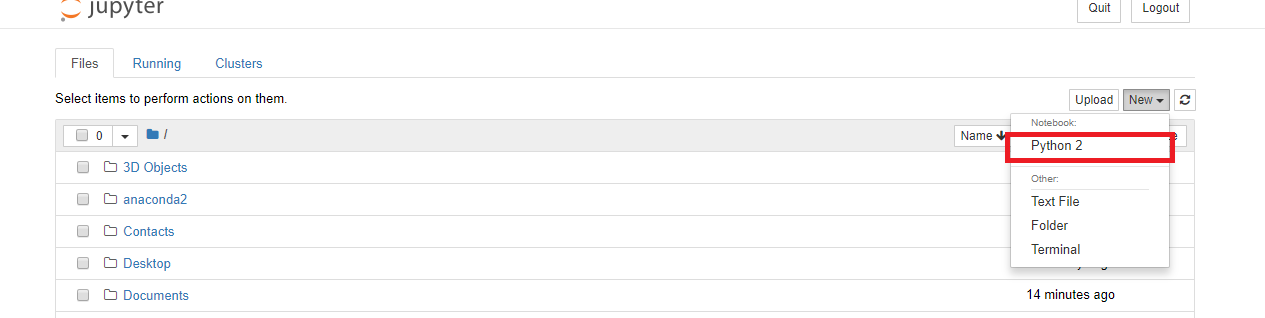 jupyter
Quit
Logout
Files
Running
Clusters
Select items to perform actions on them.
Upload
New
0
/
Name
Notebook:
Python 2
Other:
Text File
Folder
Terminal
3D Objects
anaconda2
Contacts
Desktop
Documents
14 minutes ago